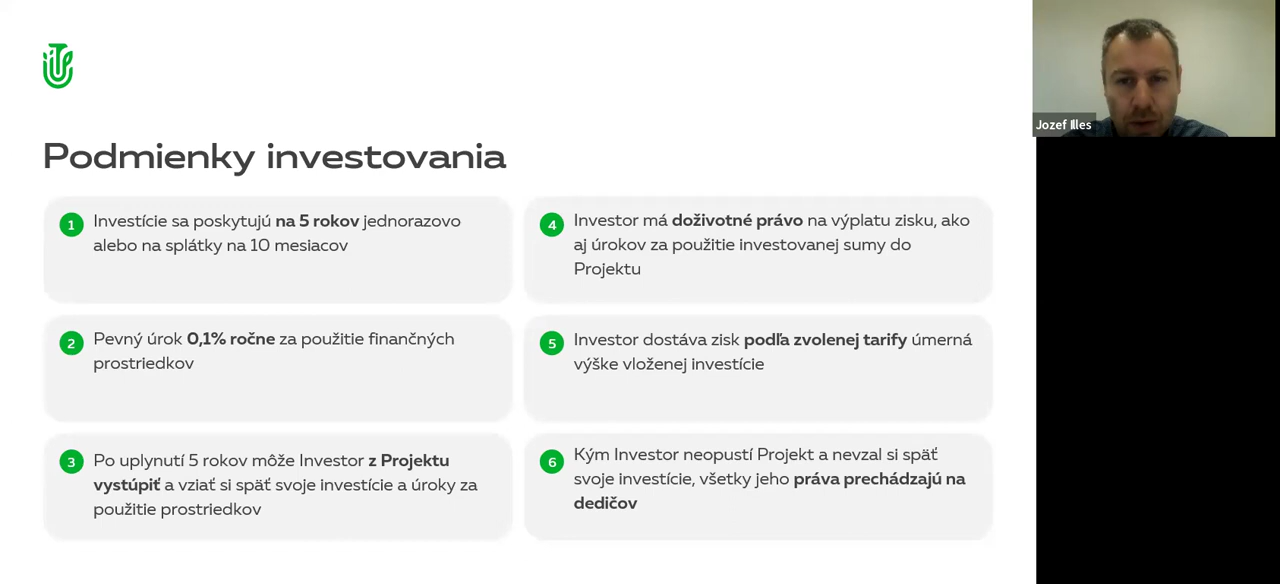 Podmienky investovania
1
Investície sa poskytujú na 5 rokov jednorazovo
alebo na splátky na 10 mesiacov
2
Pevný úrok 0,1% ročne za použitie finančných
prostriedkov
3
Po uplynutí 5 rokov môže Investor z Projektu
vystúpiť a vziať si späť svoje investície a úroky za
použitie prostriedkov
4
Investor má doživotné právo na výplatu zisku, ako
aj úrokov za použitie investovanej sumy do
Projektu
5
Investor dostáva zisk podľa zvolenej tarify úmerná
výške vloženej investície
6
Kým Investor neopustí Projekt a nevzal si späť
svoje investície, všetky jeho práva prechádzajú na
dedičov
Jozef Illes